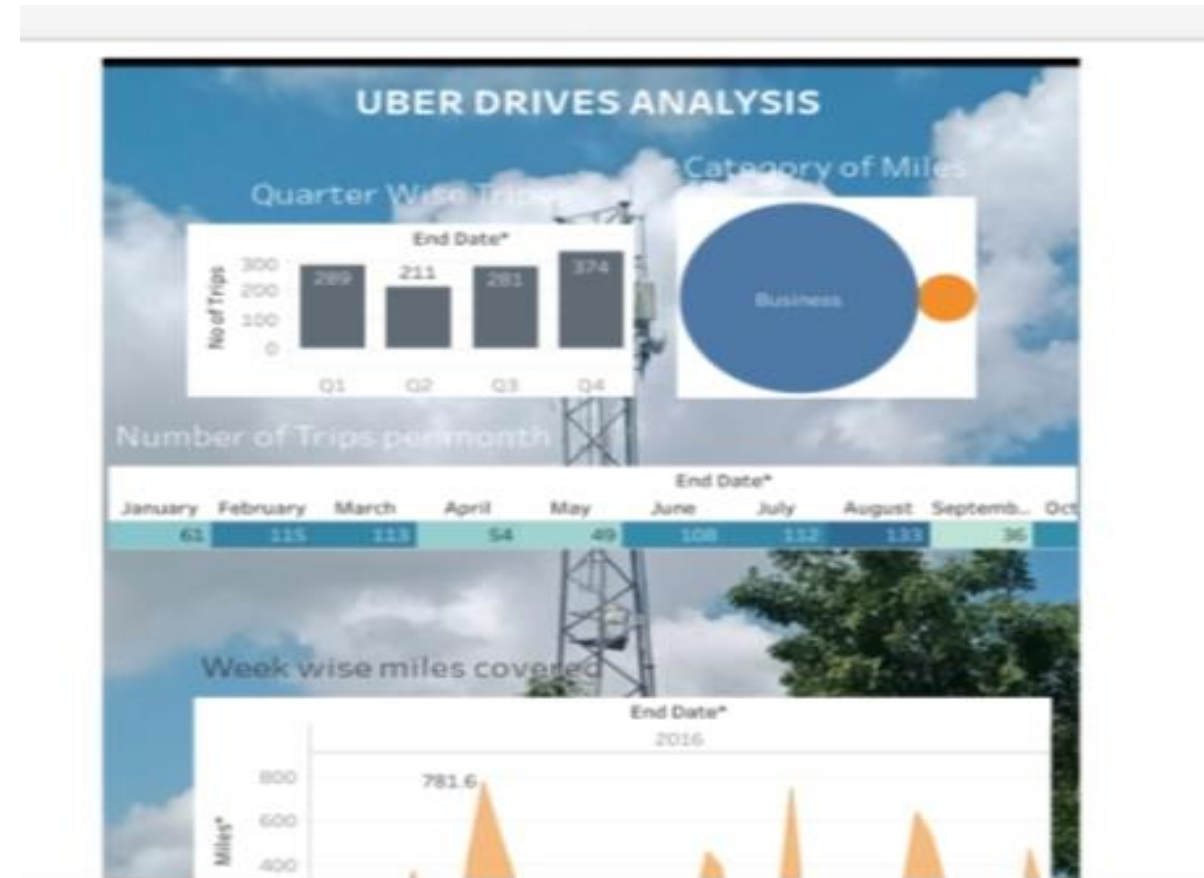 UBER DRIVES ANALYSIS
Category of Miles
Quarter Wise Trips
End Date*
No of Trips
300
200
100
0
289
211
281
374
Q1 Q2 Q3 Q4
Business
Number of Trips per month
End Date*
January February March April May June July August Septemb.. Oct
61 115 113 54 49 108 112 133 36
Week wise miles covered
End Date*
2016
Miles*
800
600
400
781.6